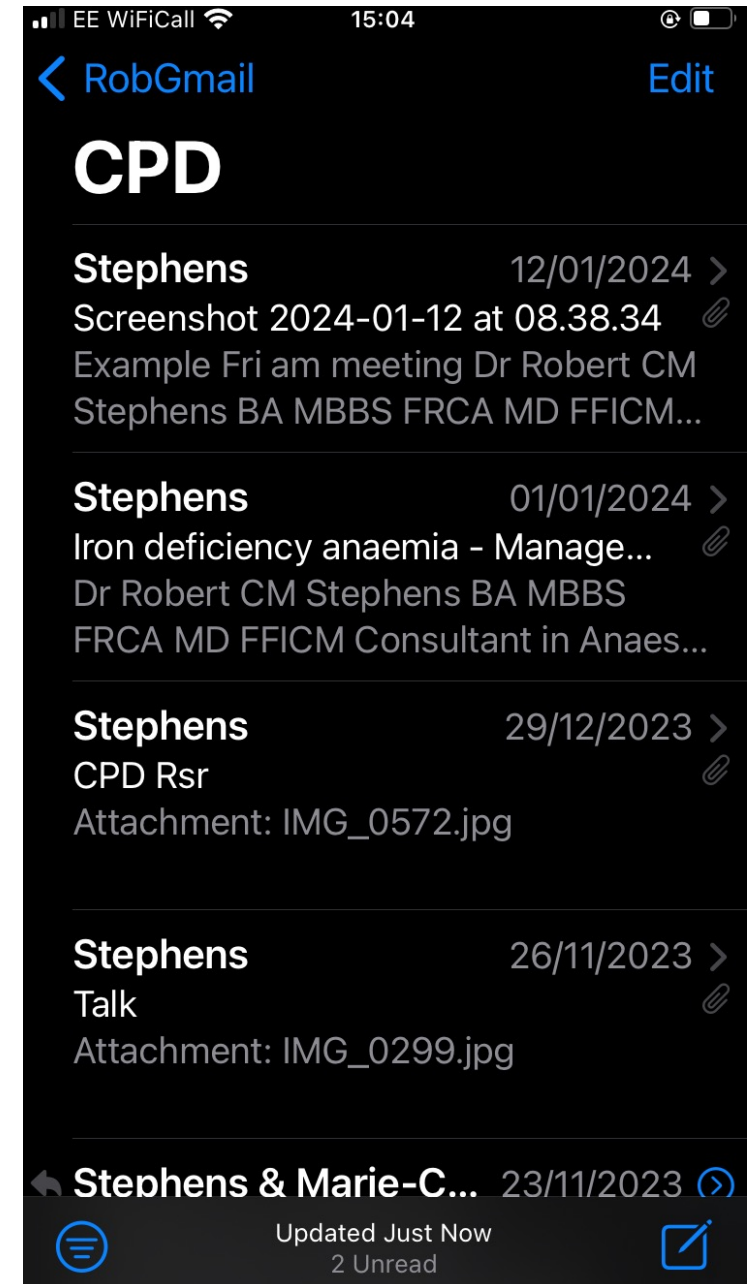 EE WiFiCall 15:04
RobGmail Edit
CPD
Stephens 12/01/2024
Screenshot 2024-01-12 at 08.38.34
Example Fri am meeting Dr Robert CM
Stephens BA MBBS FRCA MD FFICM...
Stephens 01/01/2024
Iron deficiency anaemia - Manage...
Dr Robert CM Stephens BA MBBS
FRCA MD FFICM Consultant in Anaes...
Stephens 29/12/2023
CPD Rsr
Attachment: IMG_0572.jpg
Stephens 26/11/2023
Talk
Attachment: IMG_0299.jpg
Stephens & Marie-C... 23/11/2023
Updated Just Now
2 Unread